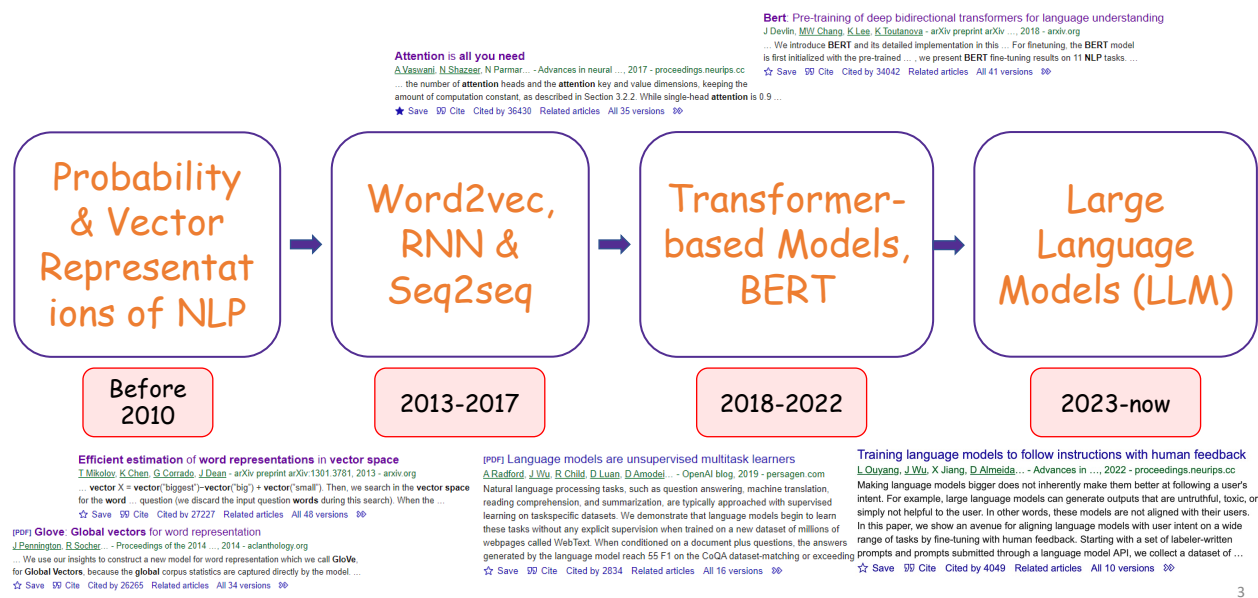 Bert: Pre-training of deep bidirectional transformers for language understanding
J Devlin, MW Chang, K Lee, K Toutanova - arXiv preprint arXiv ..., 2018 - arxiv.org
... We introduce BERT and its detailed implementation in this ... For finetuning, the BERT model
is first initialized with the pre-trained ... , we present BERT fine-tuning results on 11 NLP tasks. ...
Save Cite Cited by 34042 Related articles All 41 versions
Attention is all you need
A Vaswani, N Shazeer, N Parmar... - Advances in neural ..., 2017 - proceedings.neurips.cc
... the number of attention heads and the attention key and value dimensions, keeping the
amount of computation constant, as described in Section 3.2.2. While single-head attention is 0.9 ...
Save Cite Cited by 36430 Related articles All 35 versions
Probability
& Vector
Representat
ions of NLP
Word2vec,
RNN &
Seq2seq
Transformer-
based Models,
BERT
Large
Language
Models (LLM)
Before
2010
2013-2017
2018-2022
2023-now
Efficient estimation of word representations in vector space
T Mikolov, K Chen, G Corrado, J Dean - arXiv preprint arXiv:1301.3781, 2013 - arxiv.org
... vector X = vector("biggest")−vector("big") + vector("small"). Then, we search in the vector space
for the word ... question (we discard the input question words during this search). When the ...
Save Cite Cited by 27227 Related articles All 48 versions
[PDF] Glove: Global vectors for word representation
J Pennington, R Socher... - Proceedings of the 2014 ..., 2014 - aclanthology.org
... We use our insights to construct a new model for word representation which we call GloVe,
for Global Vectors, because the global corpus statistics are captured directly by the model. ...
Save Cite Cited by 26265 Related articles All 34 versions
[PDF] Language models are unsupervised multitask learners
A Radford, J Wu, R Child, D Luan, D Amodei... - OpenAI blog, 2019 - persagen.com
Natural language processing tasks, such as question answering, machine translation,
reading comprehension, and summarization, are typically approached with supervised
learning on taskspecific datasets. We demonstrate that language models begin to learn
these tasks without any explicit supervision when trained on a new dataset of millions of
webpages called WebText. When conditioned on a document plus questions, the answers
generated by the language model reach 55 F1 on the CoQA dataset-matching or exceeding
Save Cite Cited by 2834 Related articles All 16 versions
Training language models to follow instructions with human feedback
L Ouyang, J Wu, X Jiang, D Almeida... - Advances in ..., 2022 - proceedings.neurips.cc
Making language models bigger does not inherently make them better at following a user's
intent. For example, large language models can generate outputs that are untruthful, toxic, or
simply not helpful to the user. In other words, these models are not aligned with their users.
In this paper, we show an avenue for aligning language models with user intent on a wide
range of tasks by fine-tuning with human feedback. Starting with a set of labeler-written
prompts and prompts submitted through a language model API, we collect a dataset of ...
Save Cite Cited by 4049 Related articles All 10 versions
3